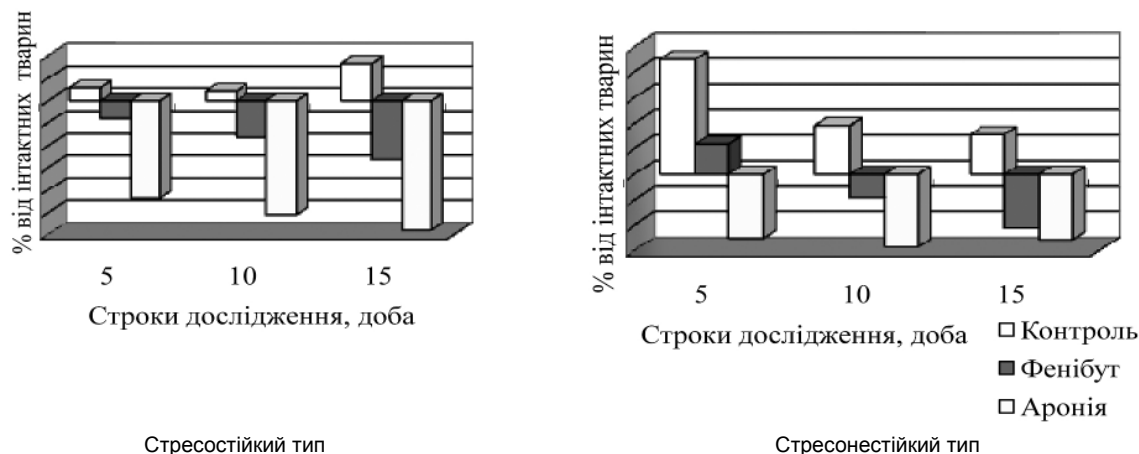 % від інтактних тварин
5 10 15
Строки дослідження, доба
Стресостійкий тип
% від інтактних тварин
5 10 15
Строки дослідження, доба
Контроль
Фенібут
Аронія
Стресонестійкий тип